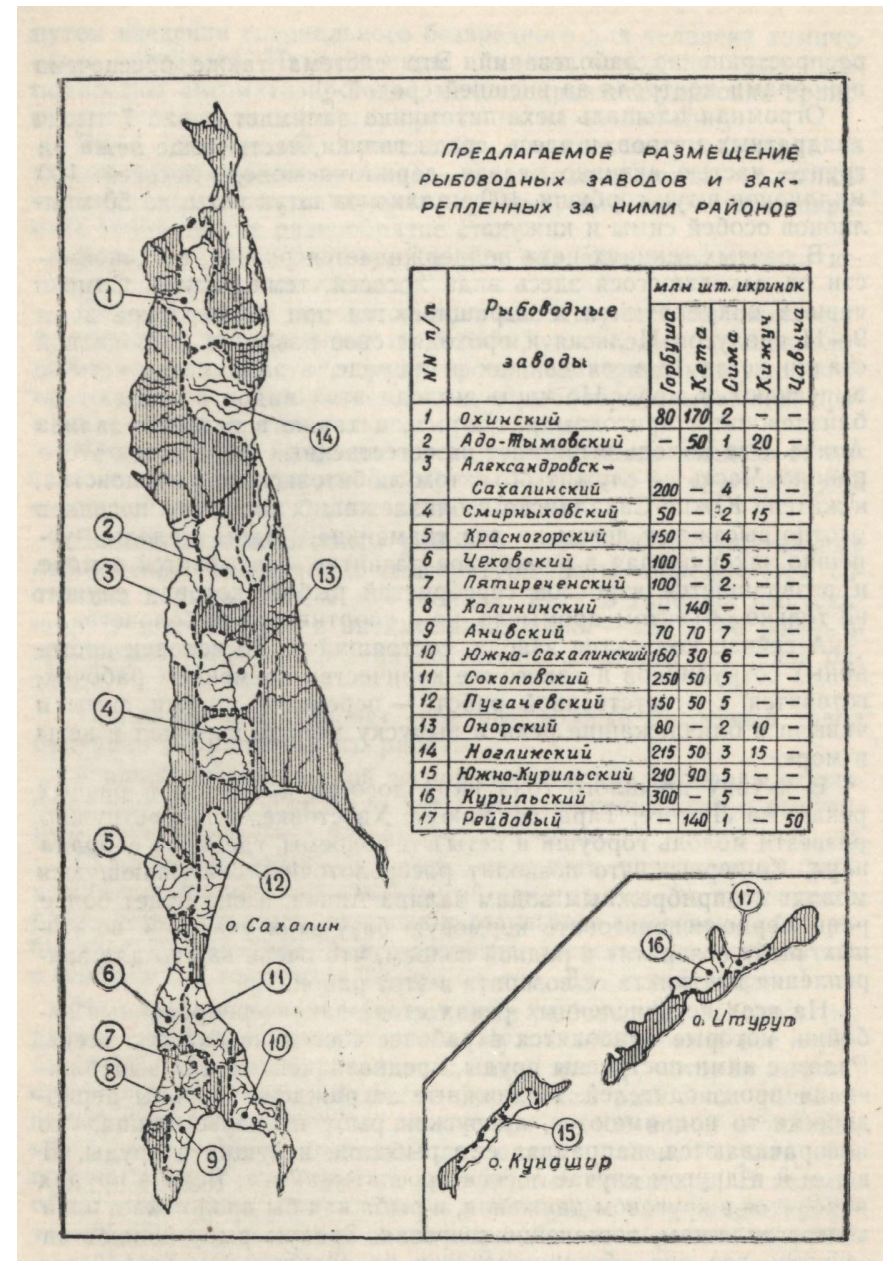 ПРЕДЛАГАЕМОЕ РАЗМЕЩЕНИЕ
РЫБОВОДНЫХ ЗАВОДОВ И ЗАК-
РЕПЛЕННЫХ ЗА НИМИ РАЙОНОВ
NN п/п Рыбоводные заводы млн шт. икринок
Горбуша Кета Сима Кижуч Чавыча
1 Охинский 80 170 2 – –
2 Адо-Тымовский – 50 1 20 –
3 Александровск-
Сахалинский 200 – 4 – –
4 Смирныховский 50 – 2 15 –
5 Красногорский 150 – 4 – –
6 Чеховский 100 – 5 – –
7 Пятиреченский 100 – 2 – –
8 Калининский – 140 – – –
9 Анивский 70 70 7 – –
10 Южно-Сахалинский 160 30 6 – –
11 Соколовский 250 50 – – –
12 Пугачевский 150 50 5 – –
13 Онорский 80 – 2 10 –
14 Ногликский 215 50 3 15 –
15 Южно-Курильский 210 90 5 – –
16 Курильский 300 – – – –
17 Рейдовый – 140 – – 50
1
14
2
3
13
4
5
12
о. Сахалин
6
11
7
10
8
9
17
16
о. Итуруп
15
о. Кунашир